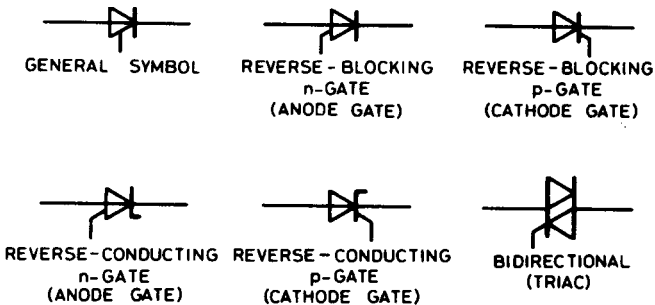 GENERAL SYMBOL
REVERSE-BLOCKING
n-GATE
(ANODE GATE)
REVERSE-BLOCKING
p-GATE
(CATHODE GATE)
REVERSE-CONDUCTING
n-GATE
(ANODE GATE)
REVERSE-CONDUCTING
p-GATE
(CATHODE GATE)
BIDIRECTIONAL
(TRIAC)